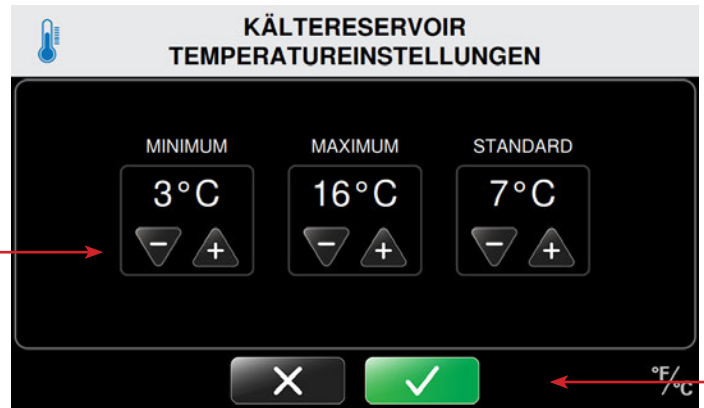 KÄLTERESERVOIR
TEMPERATUREINSTELLUNGEN
MINIMUM MAXIMUM STANDARD
3°C 16°C 7°C
- + - + - +
°F/°C